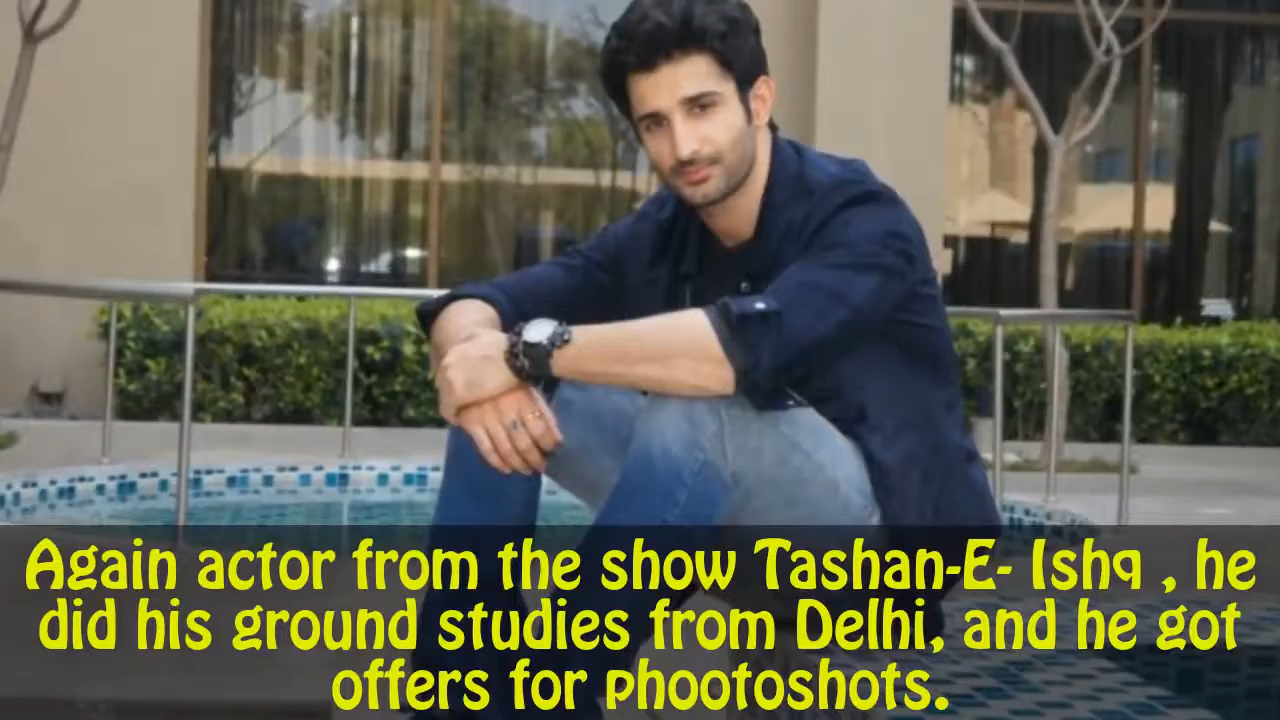 Again actor from the show Tashan-E- Ishq , he
did his ground studies from Delhi, and he got
offers for phootoshots.